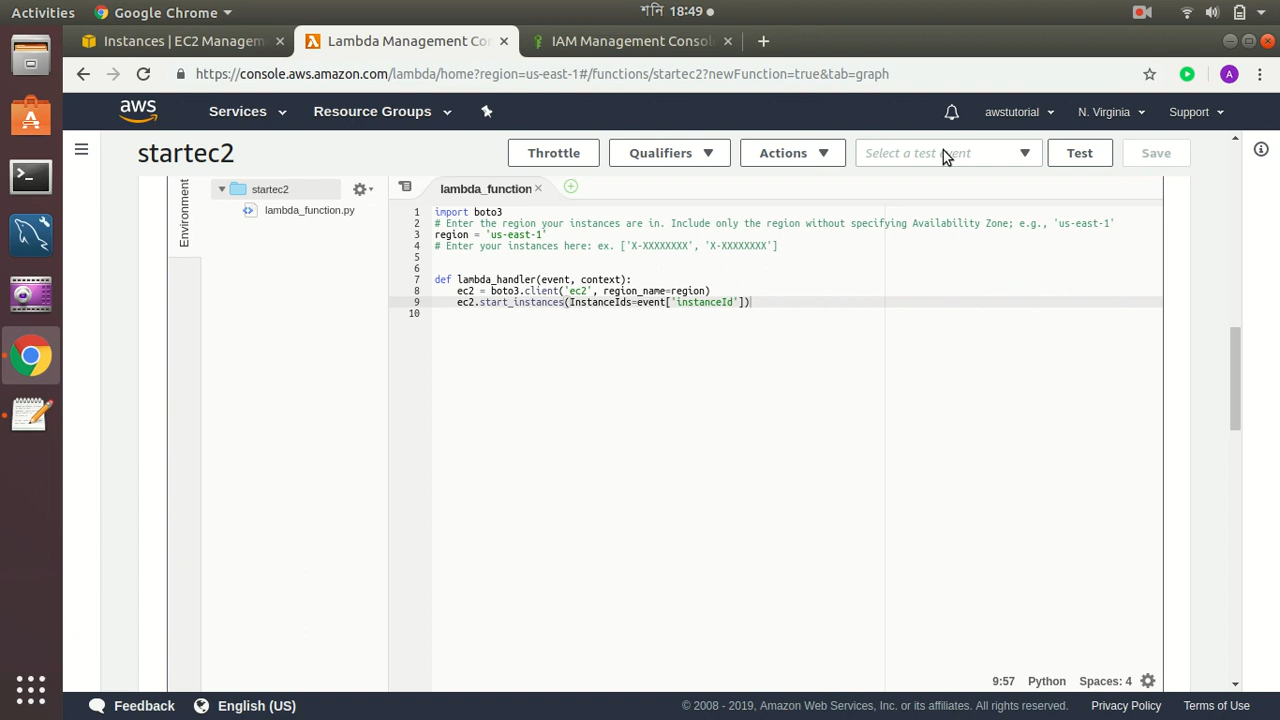 Activities
Google Chrome
শনি 18:49
Instances | EC2 Managem
Lambda Management Co
IAM Management Consol
https://console.aws.amazon.com/lambda/home?region=us-east-1#/functions/startec2?newFunction=true&tab=graph
A
aws
Services
Resource Groups
awstutorial
N. Virginia
Support
startec2
Throttle
Qualifiers
Actions
Select a test event
Test
Save
Environment
startec2
lambda_function.py
lambda_function
1 import boto3
2 # Enter the region your instances are in. Include only the region without specifying Availability Zone; e.g., 'us-east-1'
3 region = 'us-east-1'
4 # Enter your instances here: ex. ['X-XXXXXXXX', 'X-XXXXXXXX']
5
6
7 def lambda_handler(event, context):
8 ec2 = boto3.client('ec2', region_name=region)
9 ec2.start_instances(InstanceIds=event['instanceId'])
10
9:57 Python Spaces: 4
Feedback
English (US)
© 2008 - 2019, Amazon Web Services, Inc. or its affiliates. All rights reserved.
Privacy Policy
Terms of Use